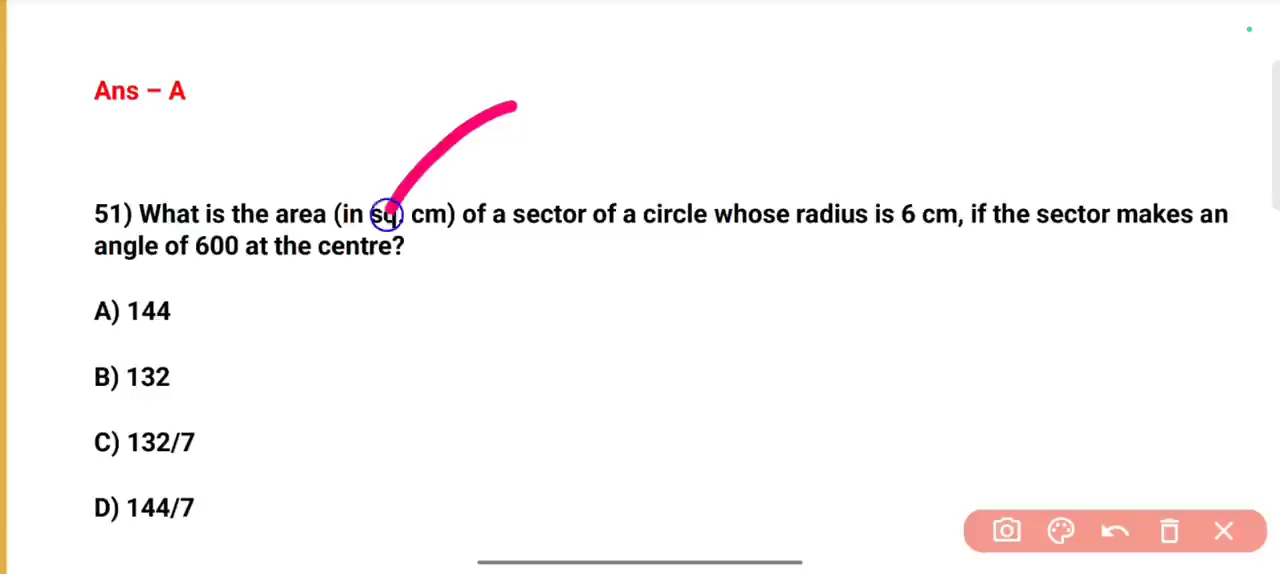 Ans – A
51) What is the area (in sq. cm) of a sector of a circle whose radius is 6 cm, if the sector makes an
angle of 600 at the centre?
A) 144
B) 132
C) 132/7
D) 144/7